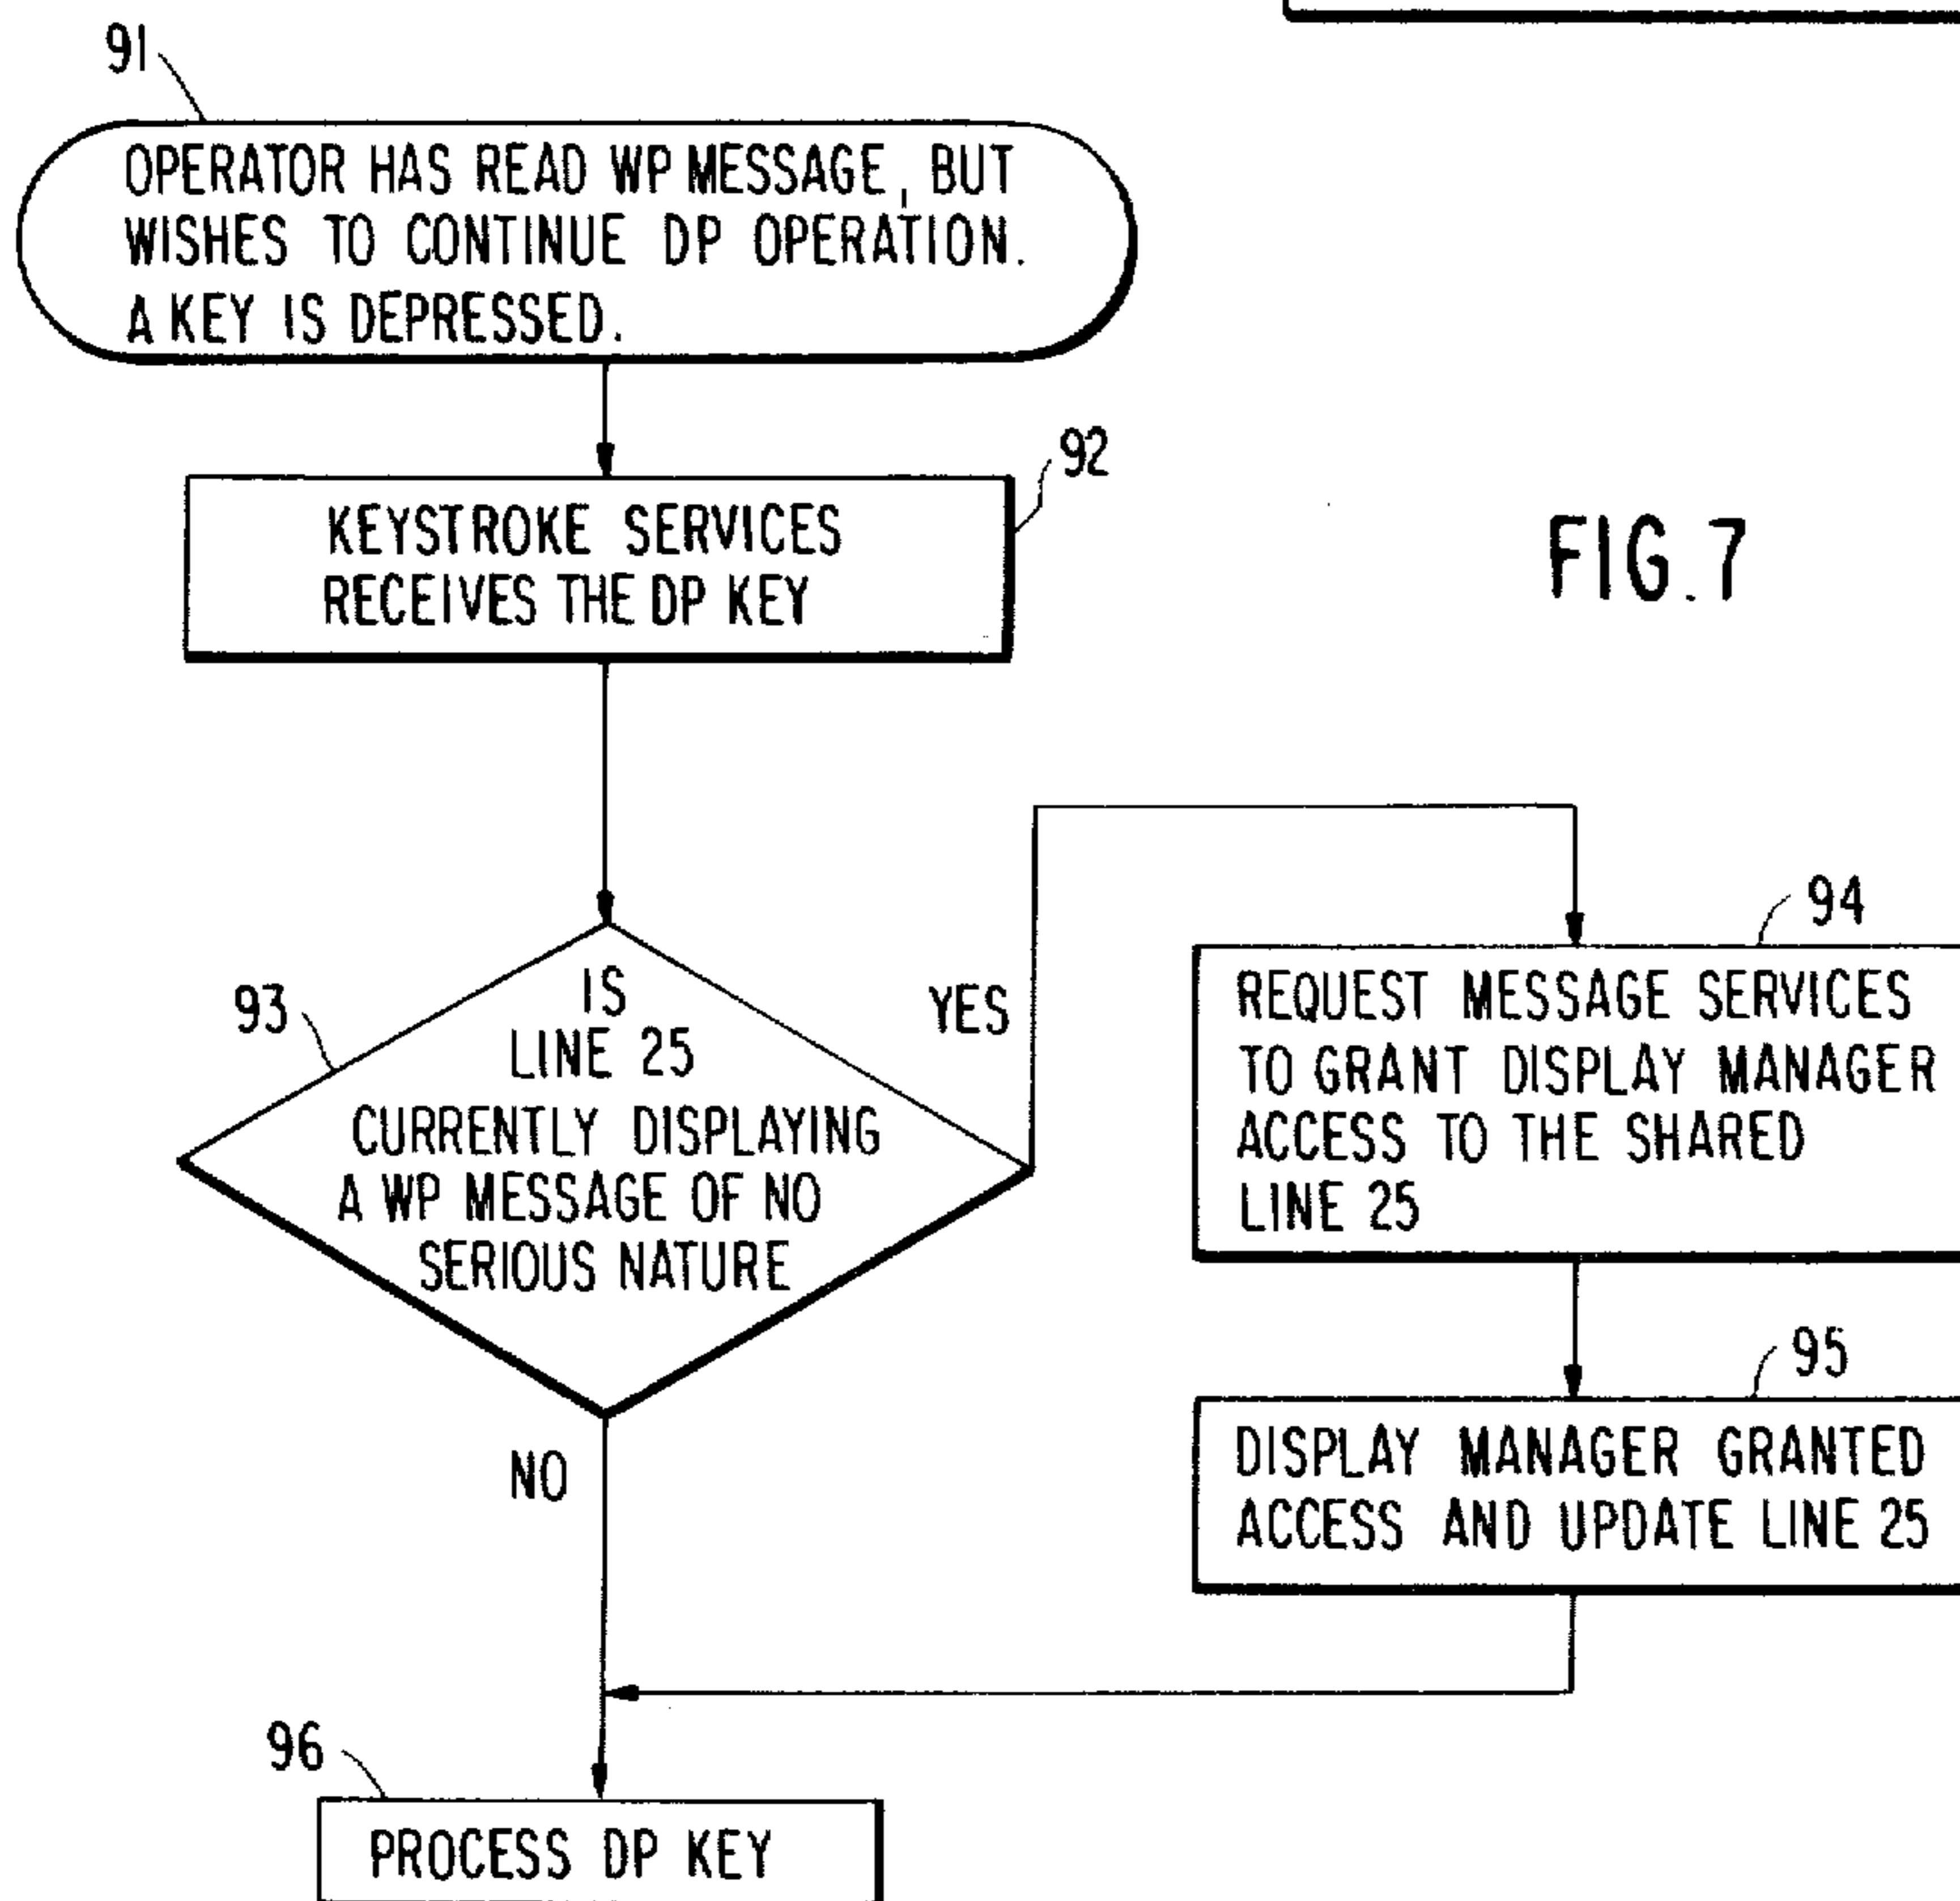 91
OPERATOR HAS READ WP MESSAGE, BUT
WISHES TO CONTINUE DP OPERATION.
A KEY IS DEPRESSED.
92
KEYSTROKE SERVICES
RECEIVES THE DP KEY
FIG. 7
93
IS
LINE 25
CURRENTLY DISPLAYING
A WP MESSAGE OF NO
SERIOUS NATURE
YES
NO
94
REQUEST MESSAGE SERVICES
TO GRANT DISPLAY MANAGER
ACCESS TO THE SHARED
LINE 25
95
DISPLAY MANAGER GRANTED
ACCESS AND UPDATE LINE 25
96
PROCESS DP KEY